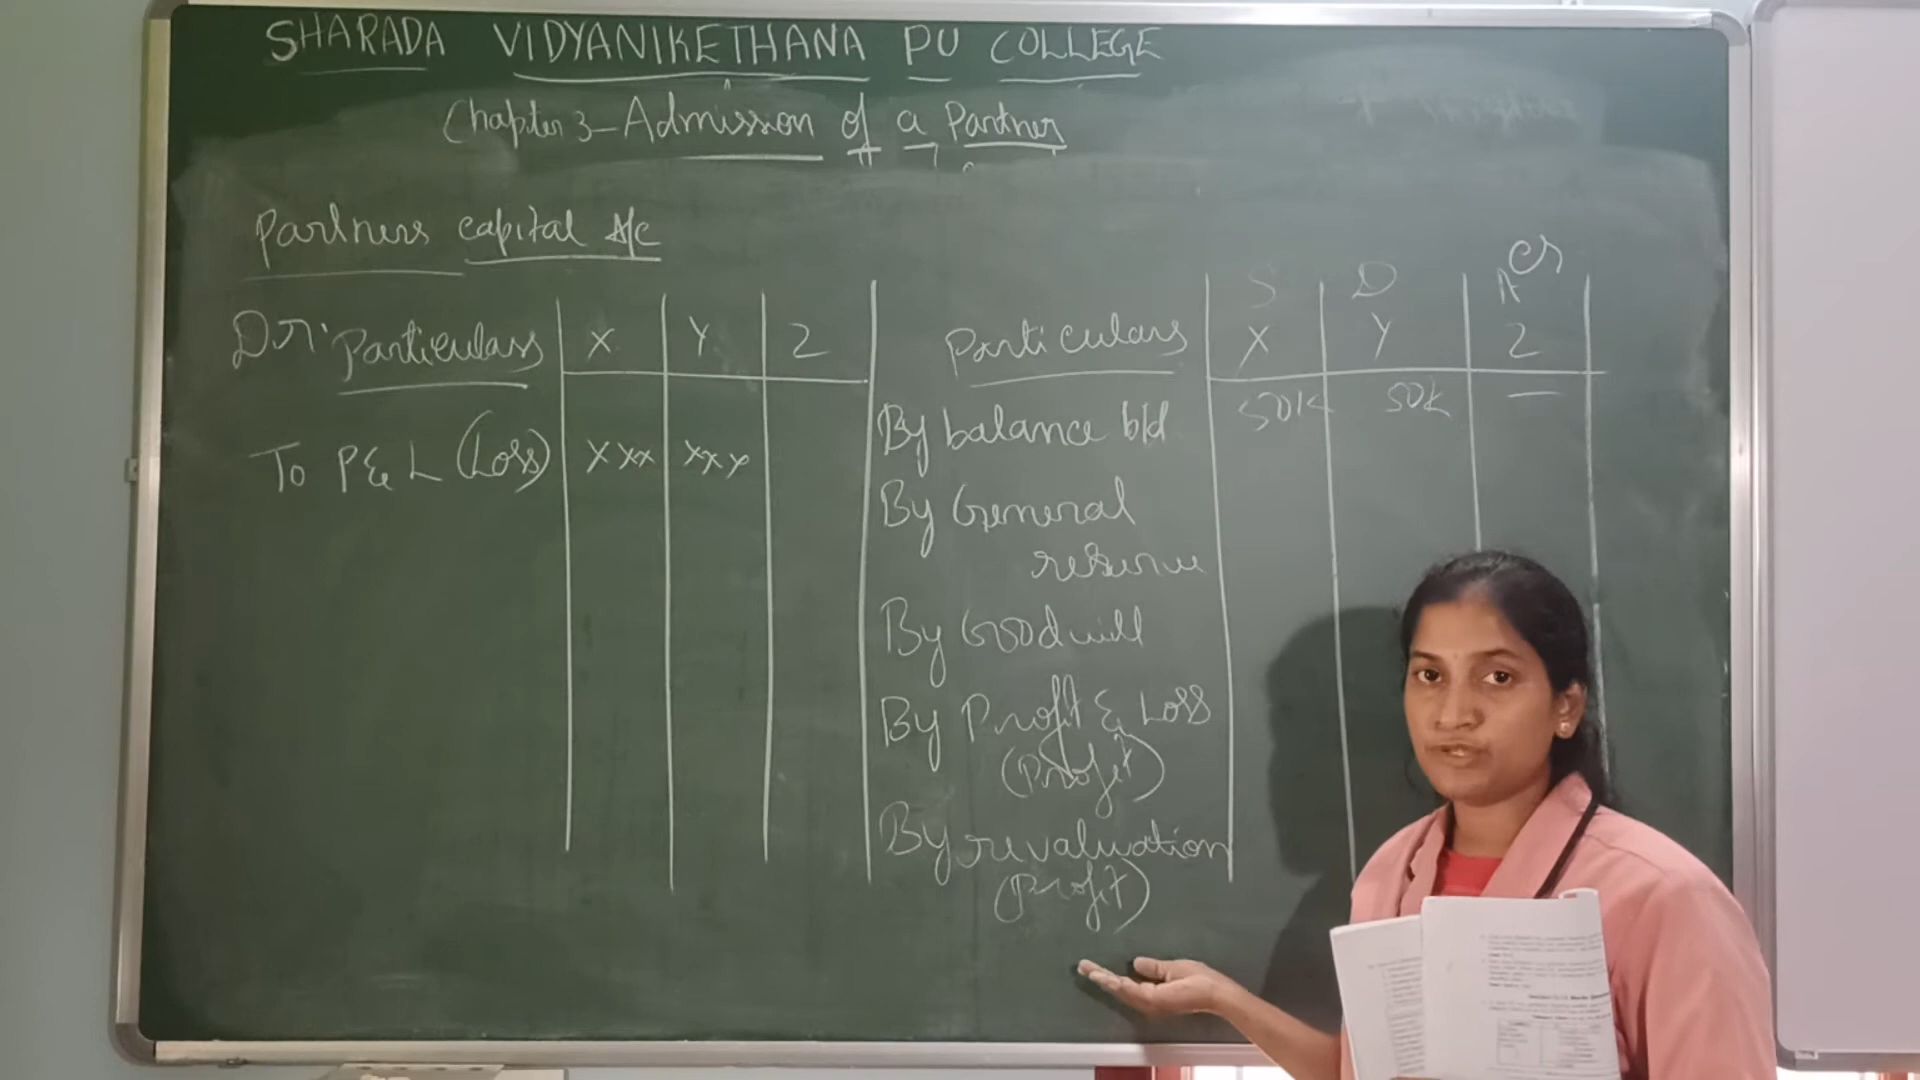 SHARADA VIDYANIKETHANA PU COLLEGE
Chapter 3 - Admission of a Partner
Partners capital A/c
Cr
S D A
Dr. Particulars X Y Z Particulars X Y Z
By balance b/d 50K 50K —
To P & L (Loss) xxx xxx
By General
reserve
By Goodwill
By Profit & Loss
(Profit)
By revaluation
(Profit)